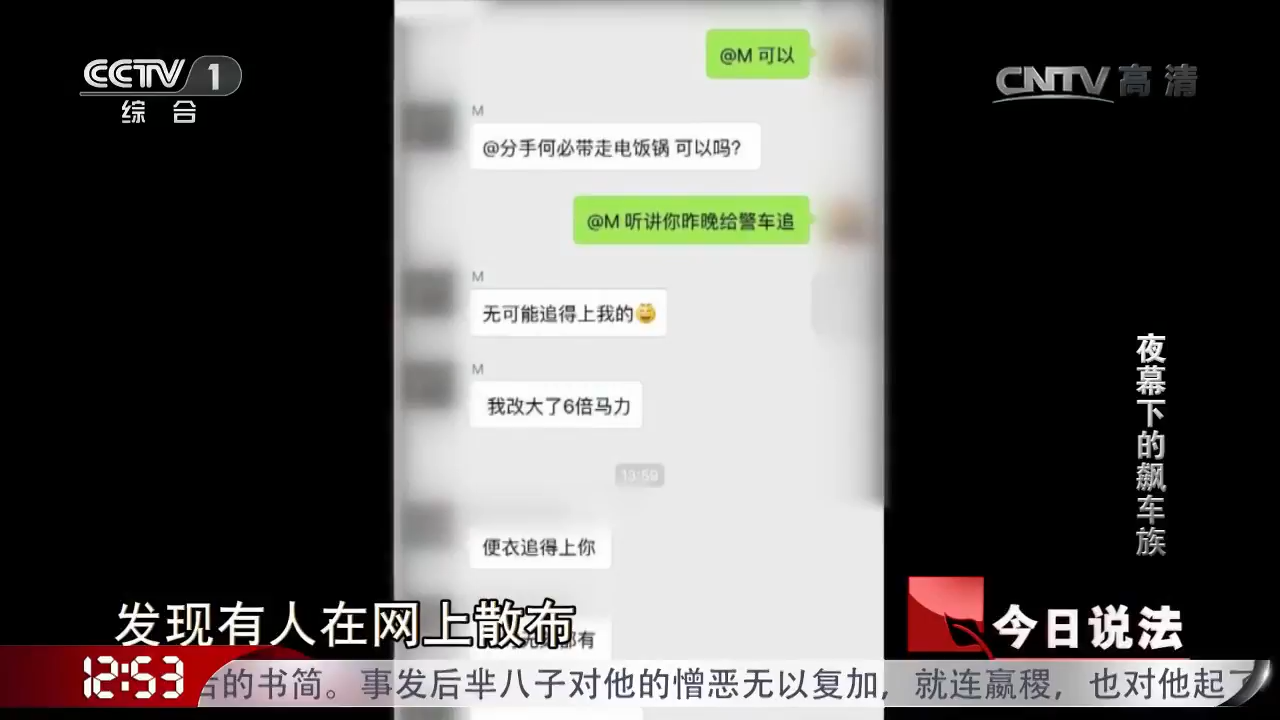 CCTV 1
综合
CNTV 高清
@M 可以
M
@分手何必带走电饭锅 可以吗?
@M 听讲你昨晚给警车追
M
无可能追得上我的
M
我改大了6倍马力
13:59
便衣追得上你
都有
夜幕下的飙车族
发现有人在网上散布
今日说法
12:53
的书简。事发后芈八子对他的憎恶无以复加，就连嬴稷，也对他起